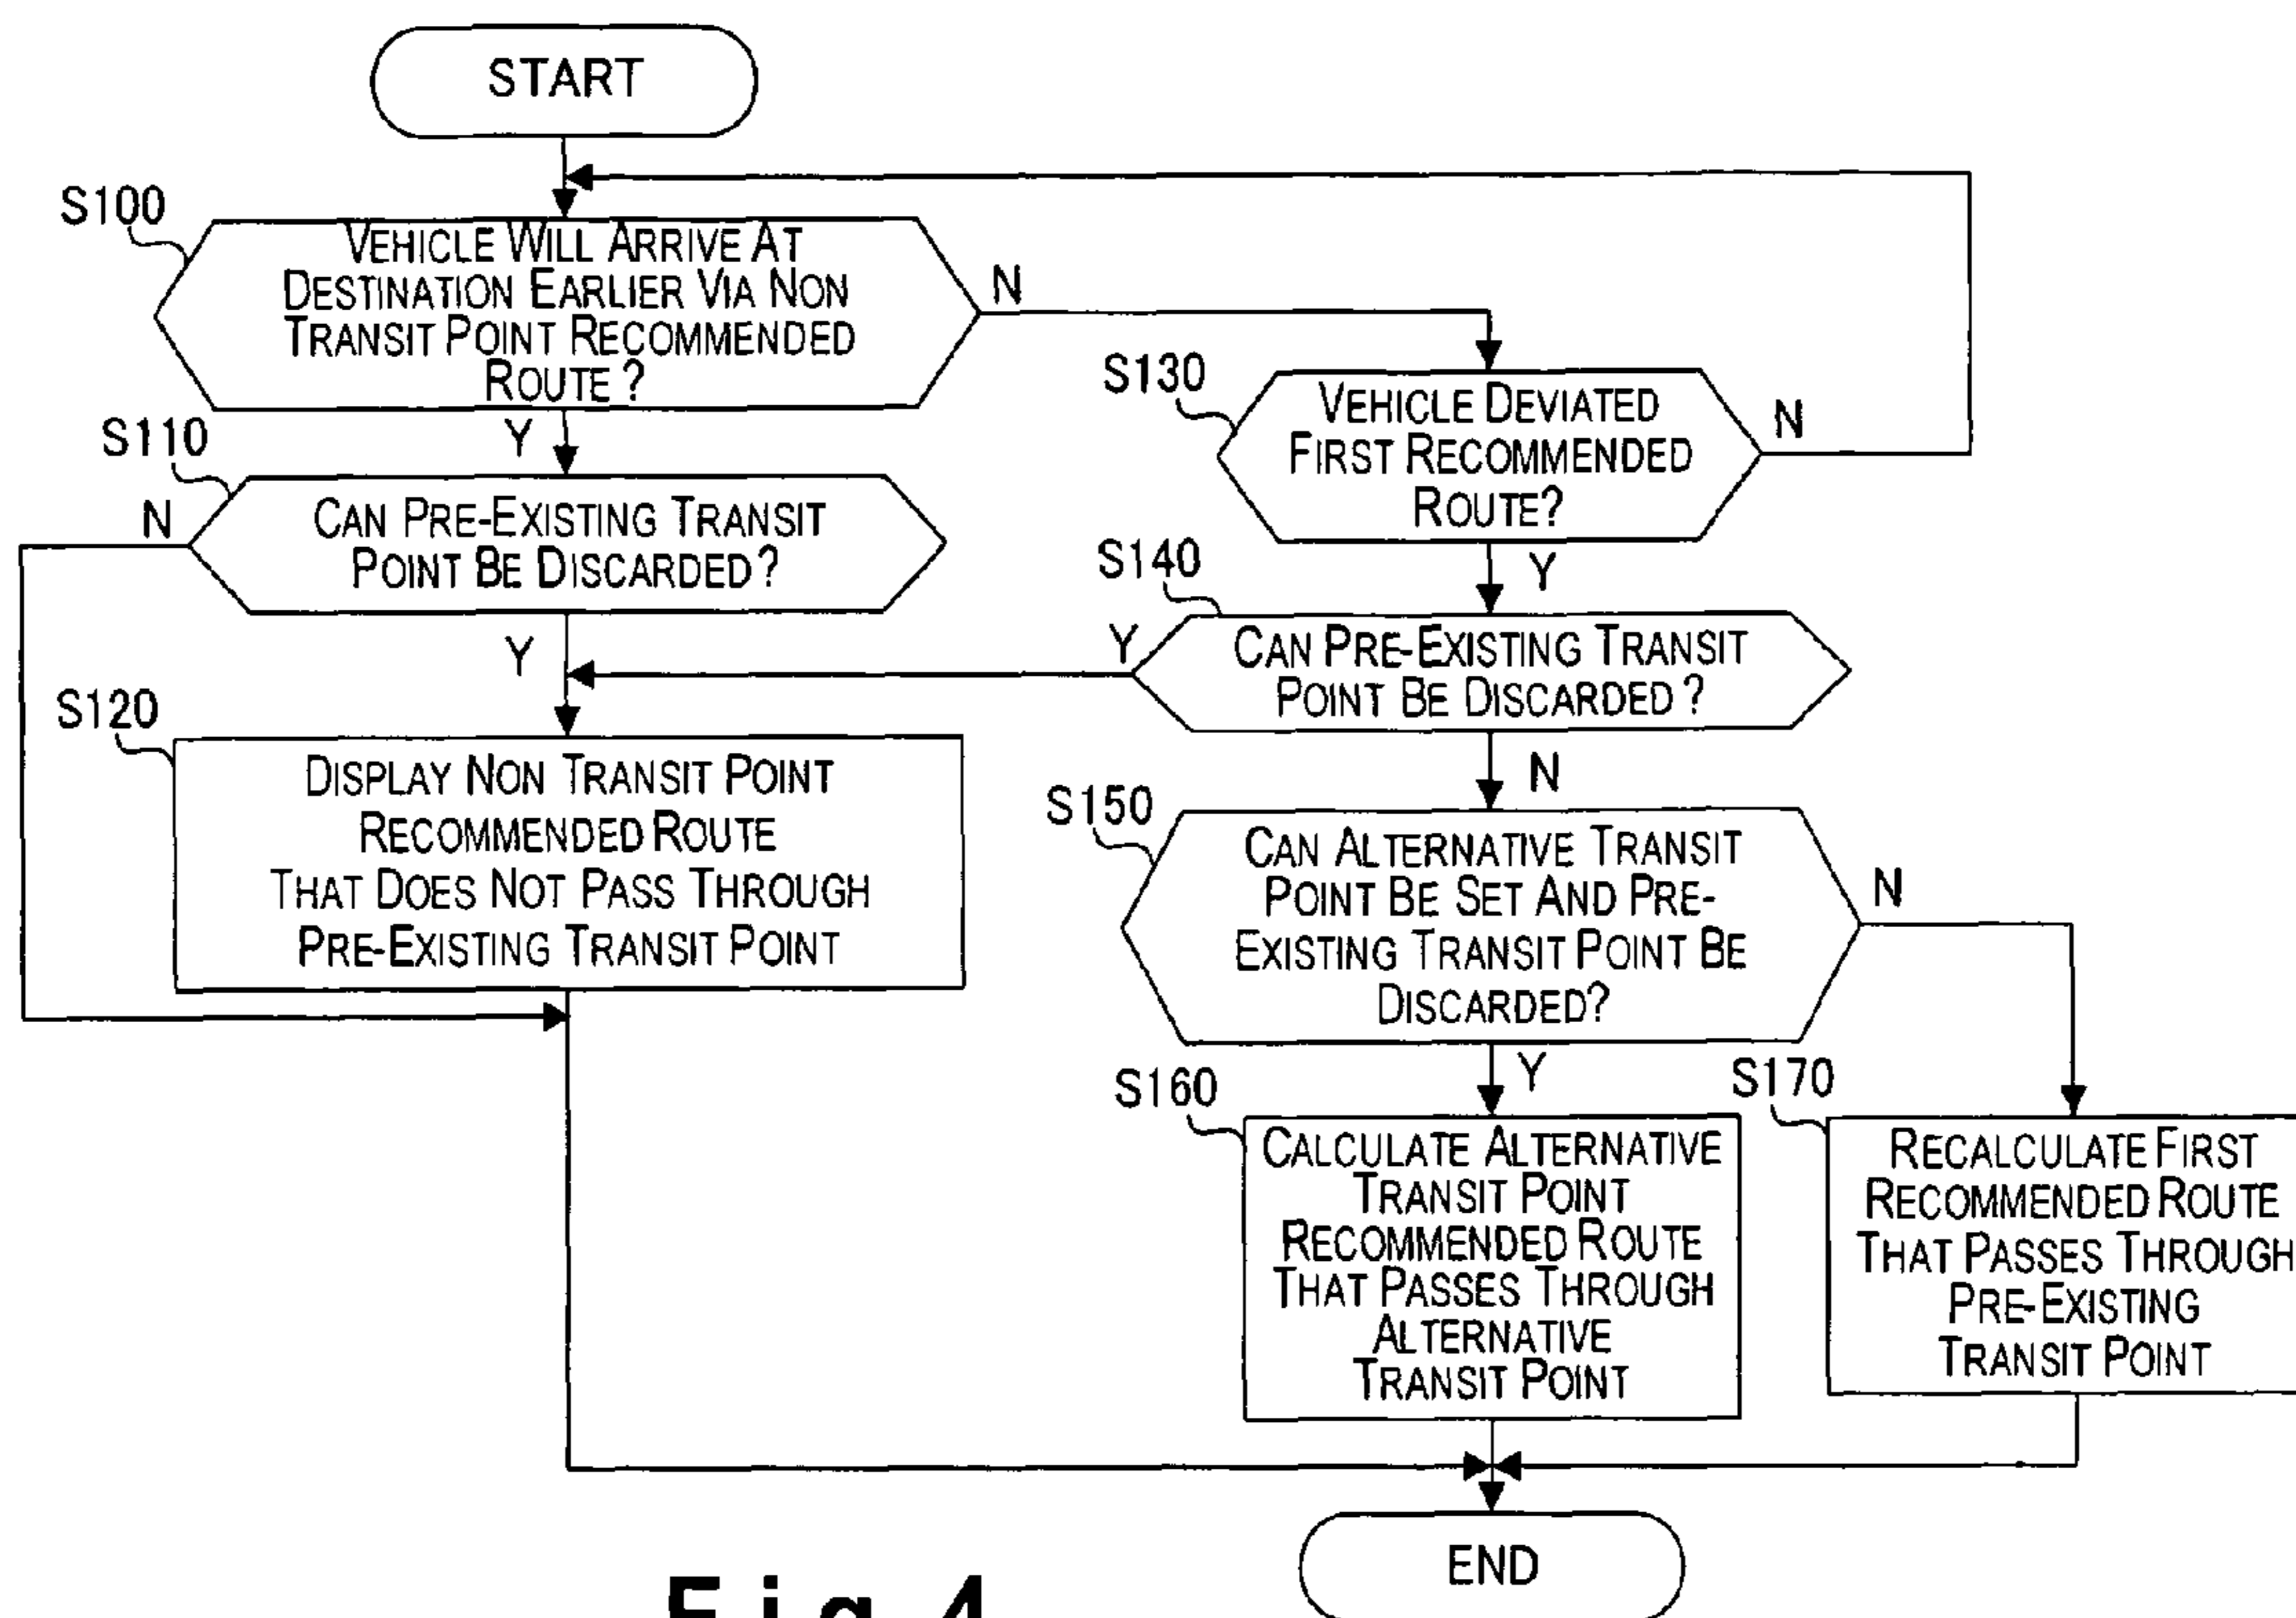 START
S100
VEHICLE WILL ARRIVE AT
DESTINATION EARLIER VIA NON
TRANSIT POINT RECOMMENDED
ROUTE?
N
Y
S110
CAN PRE-EXISTING TRANSIT
POINT BE DISCARDED?
N
Y
S120
DISPLAY NON TRANSIT POINT
RECOMMENDED ROUTE
THAT DOES NOT PASS THROUGH
PRE-EXISTING TRANSIT POINT
S130
VEHICLE DEVIATED
FIRST RECOMMENDED
ROUTE?
N
Y
S140
CAN PRE-EXISTING TRANSIT
POINT BE DISCARDED?
Y
N
S150
CAN ALTERNATIVE TRANSIT
POINT BE SET AND PRE-
EXISTING TRANSIT POINT BE
DISCARDED?
N
Y
S160
CALCULATE ALTERNATIVE
TRANSIT POINT
RECOMMENDED ROUTE
THAT PASSES THROUGH
ALTERNATIVE
TRANSIT POINT
S170
RECALCULATE FIRST
RECOMMENDED ROUTE
THAT PASSES THROUGH
PRE-EXISTING
TRANSIT POINT
END
Fig. 4